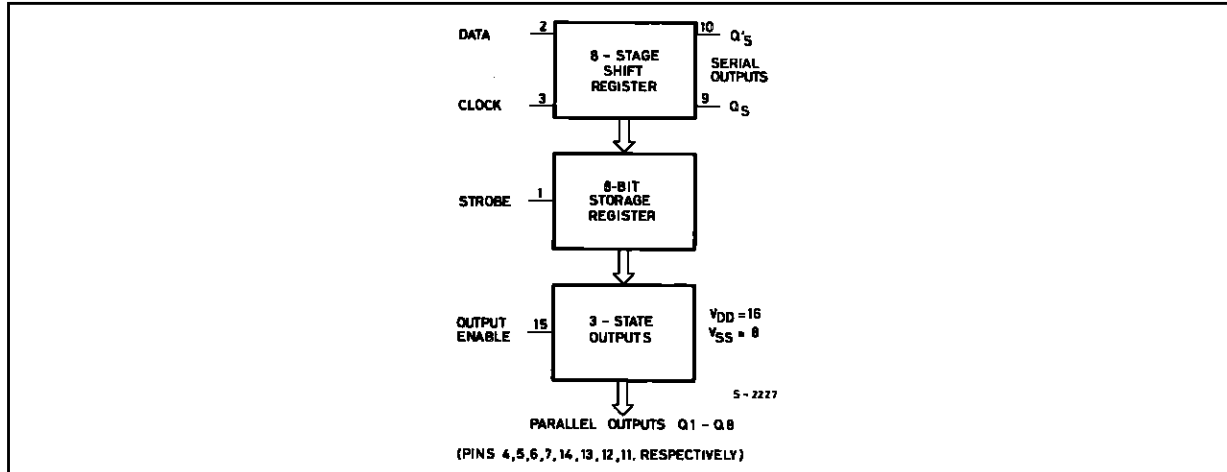 DATA 2
10 Q'S
8 - STAGE
SHIFT
REGISTER
SERIAL
OUTPUTS
CLOCK 3
9 QS
STROBE 1
8-BIT
STORAGE
REGISTER
OUTPUT
ENABLE
15
3 - STATE
OUTPUTS
VDD = 16
VSS = 8
S-2227
PARALLEL OUTPUTS Q1 - Q8
(PINS 4,5,6,7,14,13,12,11, RESPECTIVELY)